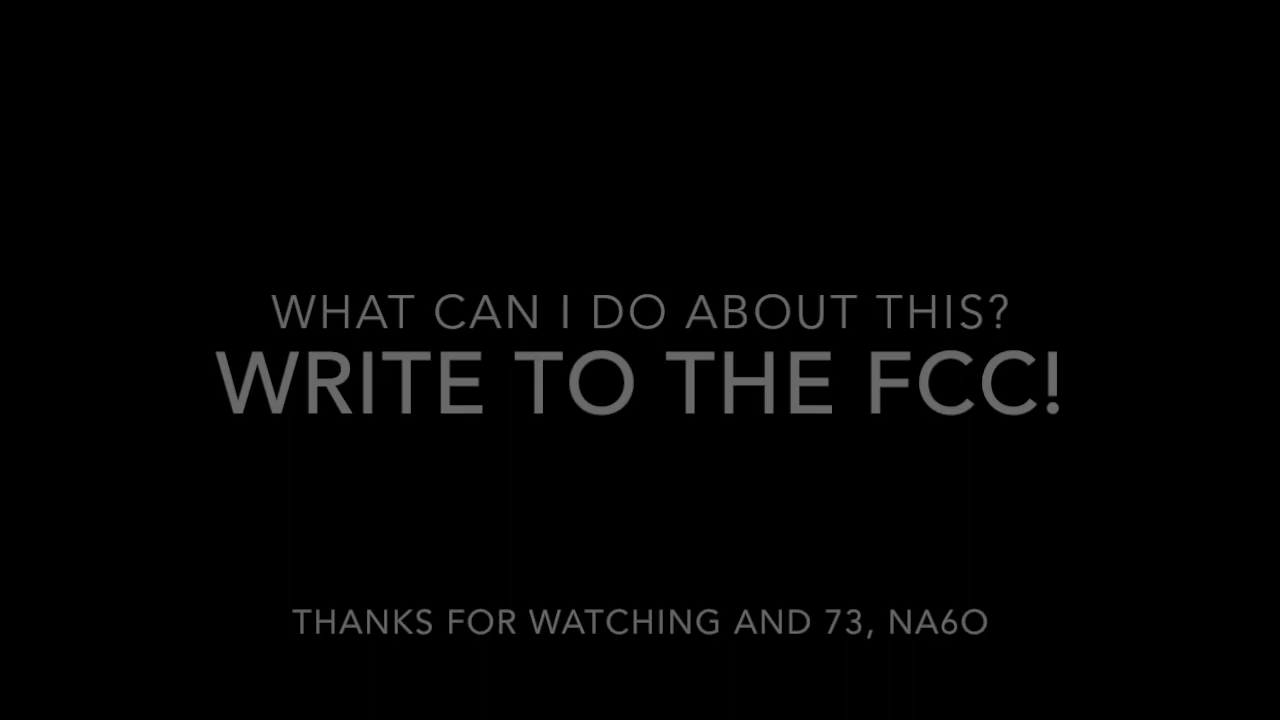 WHAT CAN I DO ABOUT THIS?
WRITE TO THE FCC!
THANKS FOR WATCHING AND 73, NA6O